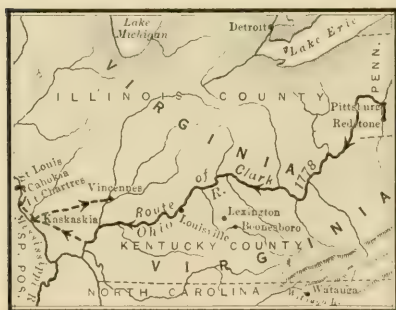 Lake
Michigan
Detroit
Lake Erie
PENN.
ILLINOIS COUNTY
VIRGINIA
Pittsburg
Redstone
St Louis
Cahokia
Ft Chartres
Vincennes
Kaskaskia
Route of Clark 1778
Ohio R.
Louisville
Lexington
Boonesboro
KENTUCKY COUNTY
VIRGINIA
SP. POS.
Mississippi R.
NORTH CAROLINA
Watauga